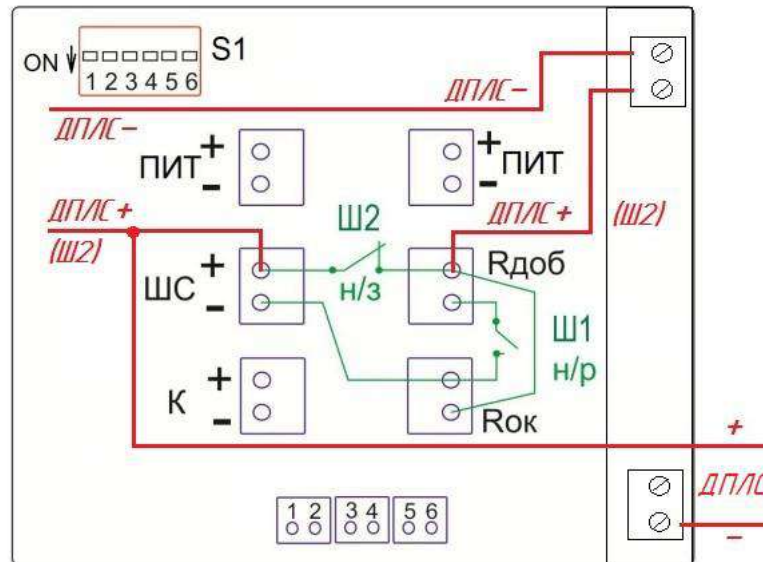 ON S1
1 2 3 4 5 6
ДПЛС-
ДПЛС-
ПИТ + -
+ - ПИТ
ДПЛС+
(Ш2)
Ш2
ДПЛС+
(Ш2)
ШС + -
н/з
Rдоб
Ш1
н/р
К + -
Rок
+
ДПЛС
-
1 2 3 4 5 6